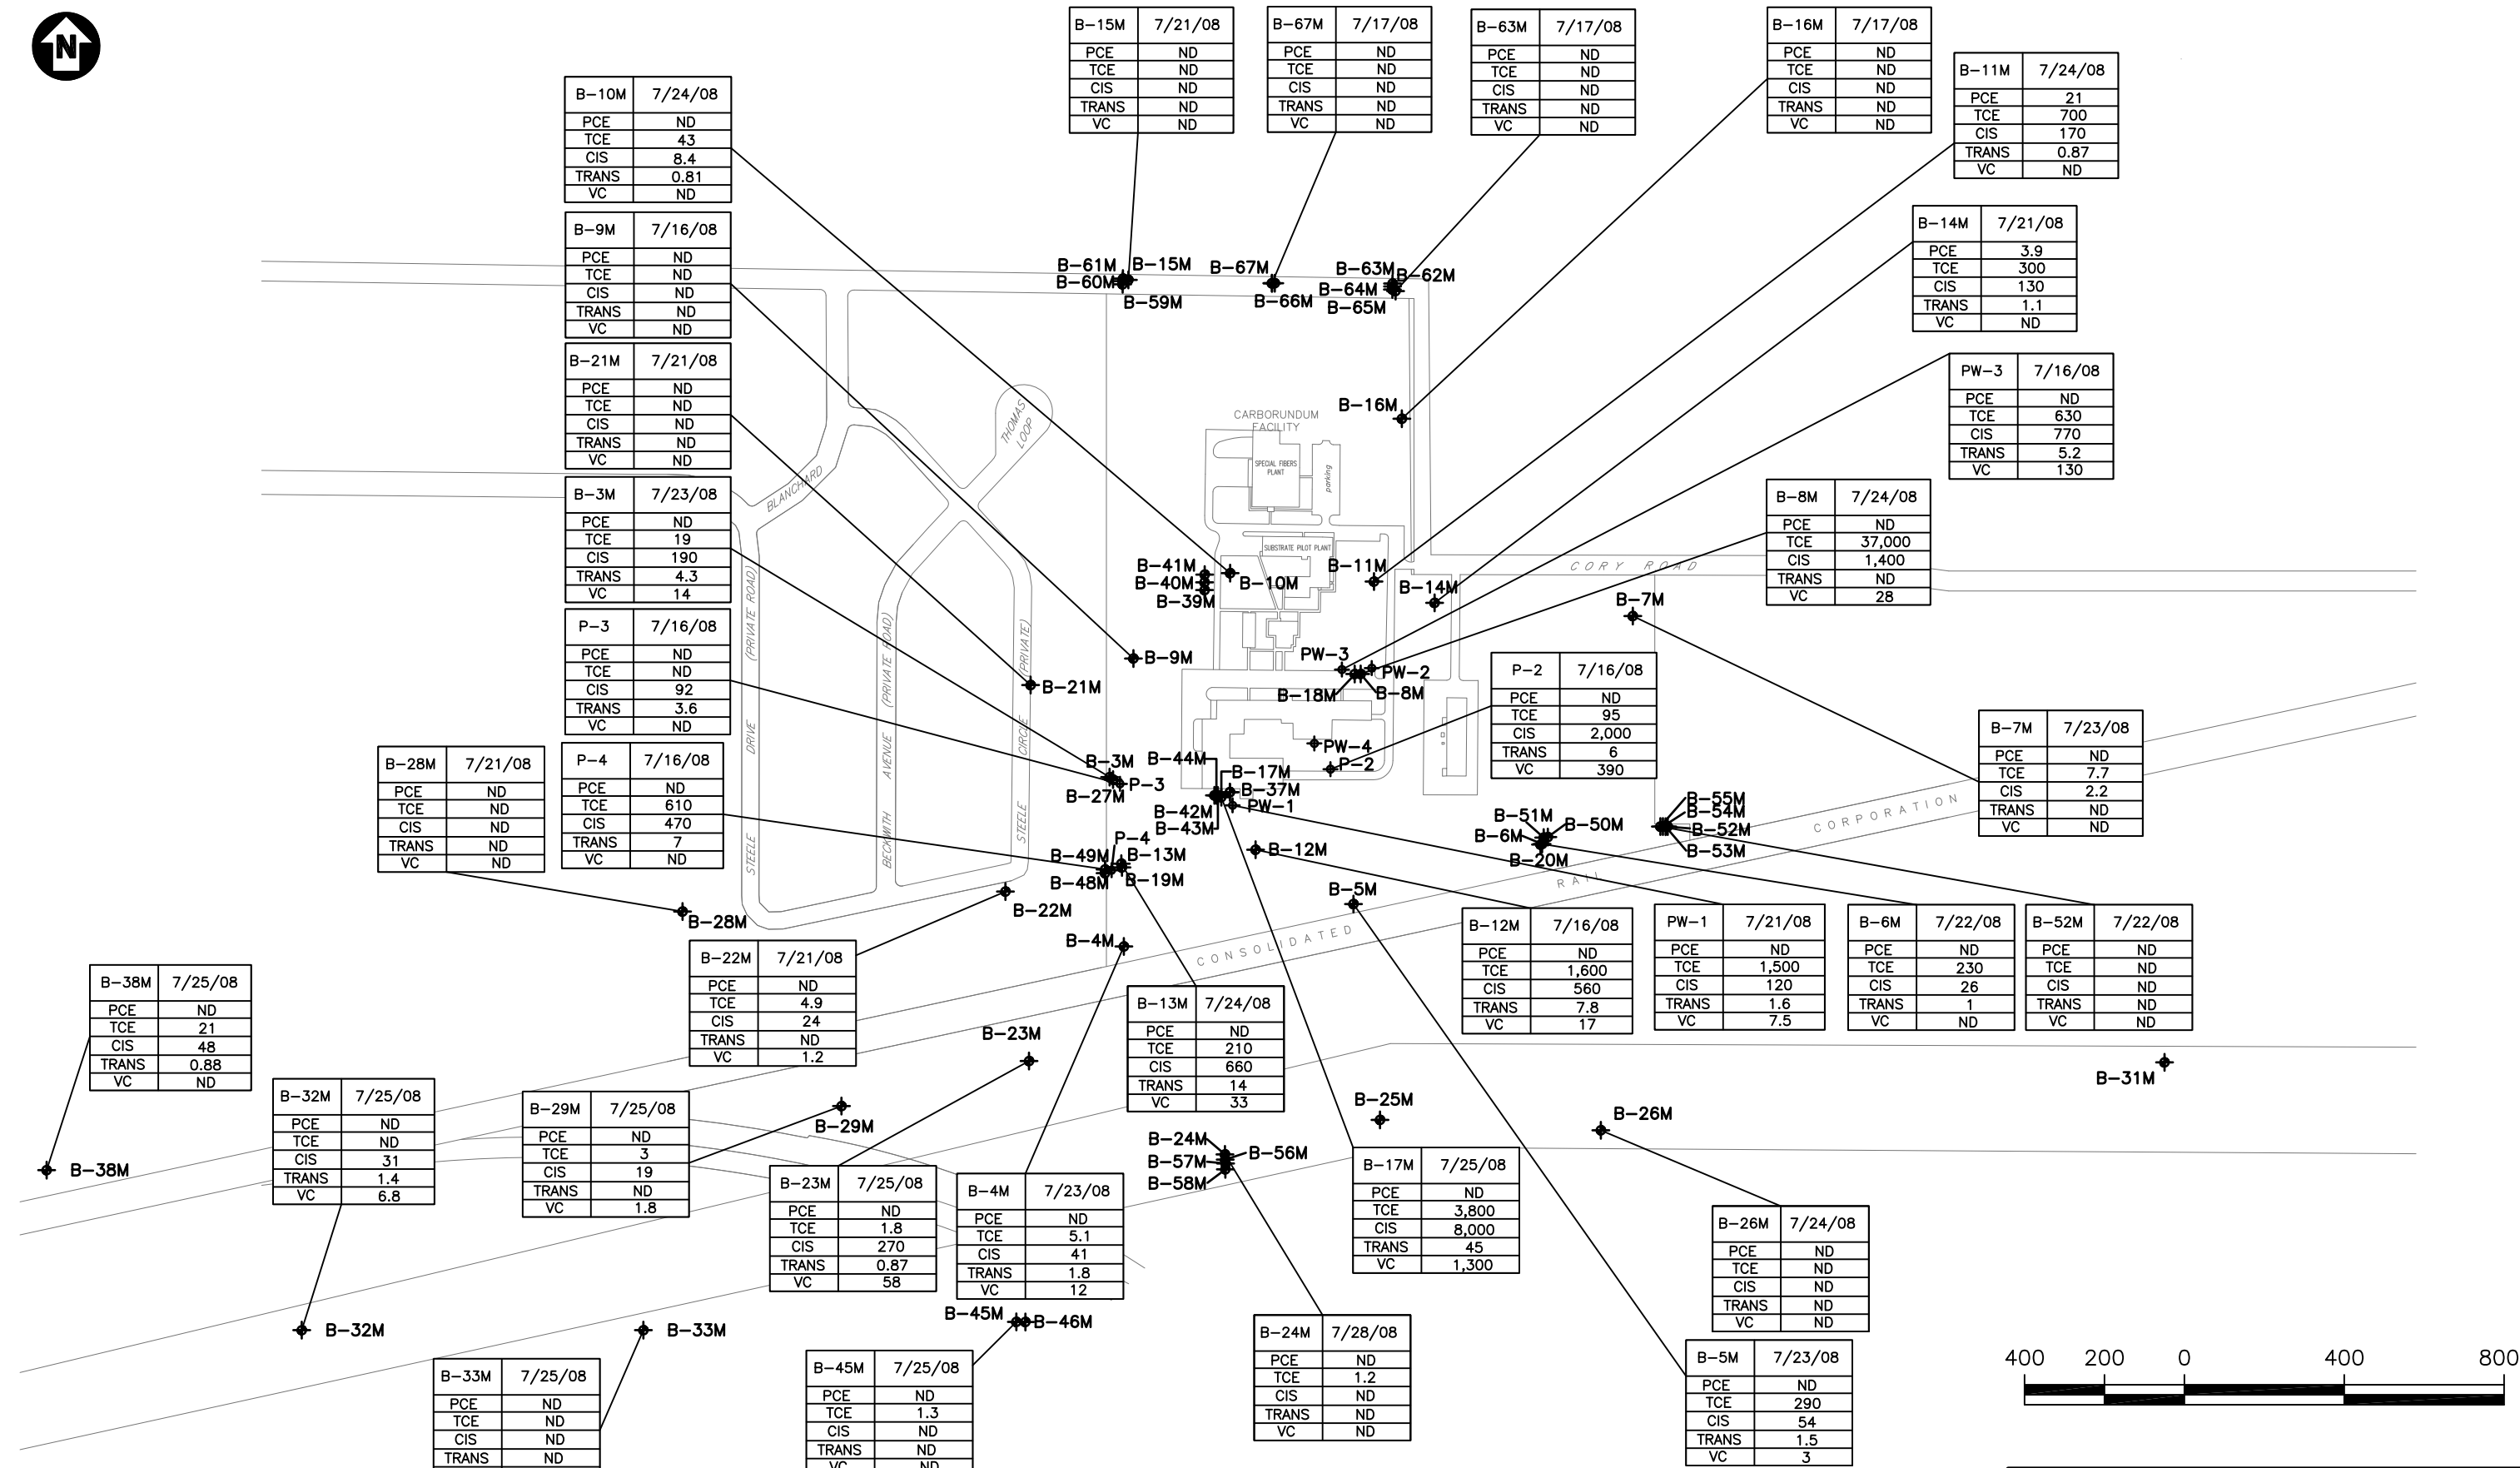 N
B-15M 7/21/08
PCE ND
TCE ND
CIS ND
TRANS ND
VC ND
B-67M 7/17/08
PCE ND
TCE ND
CIS ND
TRANS ND
VC ND
B-63M 7/17/08
PCE ND
TCE ND
CIS ND
TRANS ND
VC ND
B-16M 7/17/08
PCE ND
TCE ND
CIS ND
TRANS ND
VC ND
B-11M 7/24/08
PCE 21
TCE 700
CIS 170
TRANS 0.87
VC ND
B-10M 7/24/08
PCE ND
TCE 43
CIS 8.4
TRANS 0.81
VC ND
B-9M 7/16/08
PCE ND
TCE ND
CIS ND
TRANS ND
VC ND
B-14M 7/21/08
PCE 3.9
TCE 300
CIS 130
TRANS 1.1
VC ND
B-21M 7/21/08
PCE ND
TCE ND
CIS ND
TRANS ND
VC ND
PW-3 7/16/08
PCE ND
TCE 630
CIS 770
TRANS 5.2
VC 130
B-3M 7/23/08
PCE ND
TCE 19
CIS 190
TRANS 4.3
VC 14
B-8M 7/24/08
PCE ND
TCE 37,000
CIS 1,400
TRANS ND
VC 28
P-3 7/16/08
PCE ND
TCE ND
CIS 92
TRANS 3.6
VC ND
P-2 7/16/08
PCE ND
TCE 95
CIS 2,000
TRANS 6
VC 390
B-7M 7/23/08
PCE ND
TCE 7.7
CIS 2.2
TRANS ND
VC ND
B-28M 7/21/08
PCE ND
TCE ND
CIS ND
TRANS ND
VC ND
P-4 7/16/08
PCE ND
TCE 610
CIS 470
TRANS 7
VC ND
B-61M
B-15M
B-60M
B-59M
B-67M
B-66M
B-63M
B-62M
B-64M
B-65M
B-16M
CARBORUNDUM
FACILITY
SPECIAL FIBERS
PLANT
parking
SUBSTRATE PILOT PLANT
THOMAS
LOOP
BLANCHARD
STEELE DRIVE (PRIVATE ROAD)
BECKWITH AVENUE (PRIVATE ROAD)
STEELE CIRCLE (PRIVATE)
CORY ROAD
B-41M
B-40M
B-39M
B-10M
B-11M
B-14M
B-7M
B-9M
B-21M
PW-3
PW-2
B-18M
B-8M
PW-4
P-2
B-44M
B-17M
B-37M
PW-1
B-42M
B-43M
B-3M
P-3
B-27M
P-4
B-49M
B-13M
B-48M
B-19M
B-12M
B-5M
B-51M
B-50M
B-6M
B-20M
B-55M
B-54M
B-52M
B-53M
CONSOLIDATED RAIL CORPORATION
B-22M
B-28M
B-4M
B-12M 7/16/08
PCE ND
TCE 1,600
CIS 560
TRANS 7.8
VC 17
PW-1 7/21/08
PCE ND
TCE 1,500
CIS 120
TRANS 1.6
VC 7.5
B-6M 7/22/08
PCE ND
TCE 230
CIS 26
TRANS 1
VC ND
B-52M 7/22/08
PCE ND
TCE ND
CIS ND
TRANS ND
VC ND
B-22M 7/21/08
PCE ND
TCE 4.9
CIS 24
TRANS ND
VC 1.2
B-38M 7/25/08
PCE ND
TCE 21
CIS 48
TRANS 0.88
VC ND
B-13M 7/24/08
PCE ND
TCE 210
CIS 660
TRANS 14
VC 33
B-23M
B-31M
B-32M 7/25/08
PCE ND
TCE ND
CIS 31
TRANS 1.4
VC 6.8
B-29M 7/25/08
PCE ND
TCE 3
CIS 19
TRANS ND
VC 1.8
B-29M
B-25M
B-26M
B-24M
B-56M
B-57M
B-58M
B-38M
B-23M 7/25/08
PCE ND
TCE 1.8
CIS 270
TRANS 0.87
VC 58
B-4M 7/23/08
PCE ND
TCE 5.1
CIS 41
TRANS 1.8
VC 12
B-17M 7/25/08
PCE ND
TCE 3,800
CIS 8,000
TRANS 45
VC 1,300
B-26M 7/24/08
PCE ND
TCE ND
CIS ND
TRANS ND
VC ND
B-32M
B-33M
B-45M
B-46M
B-24M 7/28/08
PCE ND
TCE 1.2
CIS ND
TRANS ND
VC ND
B-5M 7/23/08
PCE ND
TCE 290
CIS 54
TRANS 1.5
VC 3
B-33M 7/25/08
PCE ND
TCE ND
CIS ND
TRANS ND
B-45M 7/25/08
PCE ND
TCE 1.3
CIS ND
TRANS ND
VC ND
400 200 0 400 800